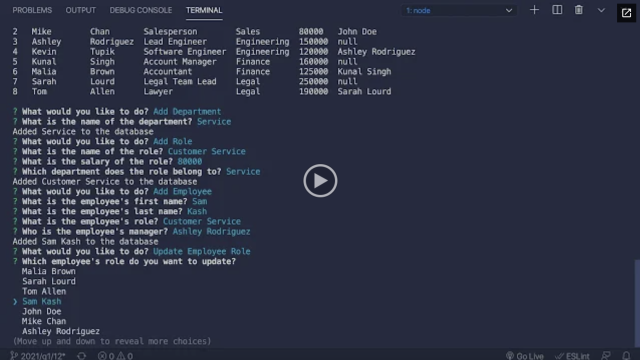 PROBLEMS OUTPUT DEBUG CONSOLE TERMINAL 1: node
2 Mike Chan Salesperson Sales 80000 John Doe
3 Ashley Rodriguez Lead Engineer Engineering 150000 null
4 Kevin Tupik Software Engineer Engineering 120000 Ashley Rodriguez
5 Kunal Singh Account Manager Finance 160000 null
6 Malia Brown Accountant Finance 125000 Kunal Singh
7 Sarah Lourd Legal Team Lead Legal 250000 null
8 Tom Allen Lawyer Legal 190000 Sarah Lourd
? What would you like to do? Add Department
? What is the name of the department? Service
Added Service to the database
? What would you like to do? Add Role
? What is the name of the role? Customer Service
? What is the salary of the role? 80000
? Which department does the role belong to? Service
Added Customer Service to the database
? What would you like to do? Add Employee
? What is the employee's first name? Sam
? What is the employee's last name? Kash
? What is the employee's role? Customer Service
? Who is the employee's manager? Ashley Rodriguez
Added Sam Kash to the database
? What would you like to do? Update Employee Role
? Which employee's role do you want to update?
Malia Brown
Sarah Lourd
Tom Allen
❯ Sam Kash
John Doe
Mike Chan
Ashley Rodriguez
(Move up and down to reveal more choices)
2021/q1/12* 0 0 Go Live ESLint